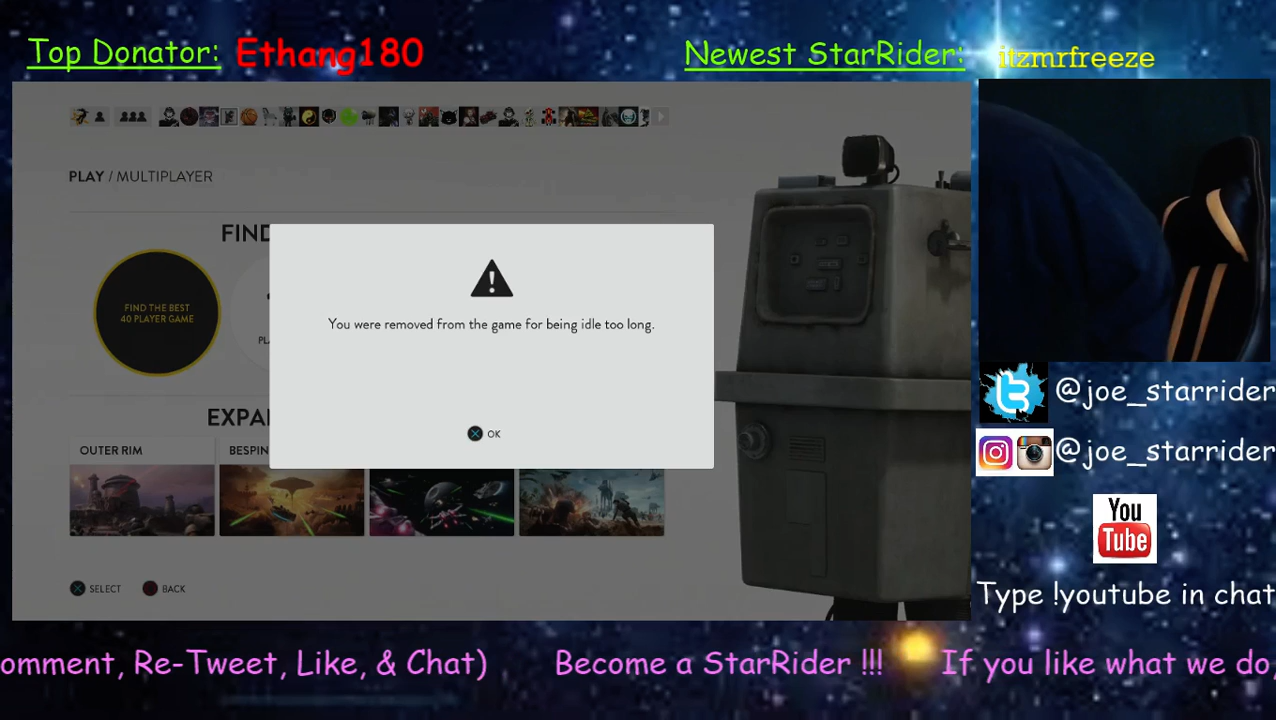 Top Donator: Ethang180
Newest StarRider: itzmrfreeze
PLAY / MULTIPLAYER
FIND
FIND THE BEST
40 PLAYER GAME
PL
You were removed from the game for being idle too long.
OK
EXPA
OUTER RIM
BESPIN
SELECT
BACK
@joe_starrider
@joe_starrider
You
Tube
Type !youtube in chat
omment, Re-Tweet, Like, & Chat)
Become a StarRider !!!
If you like what we do,